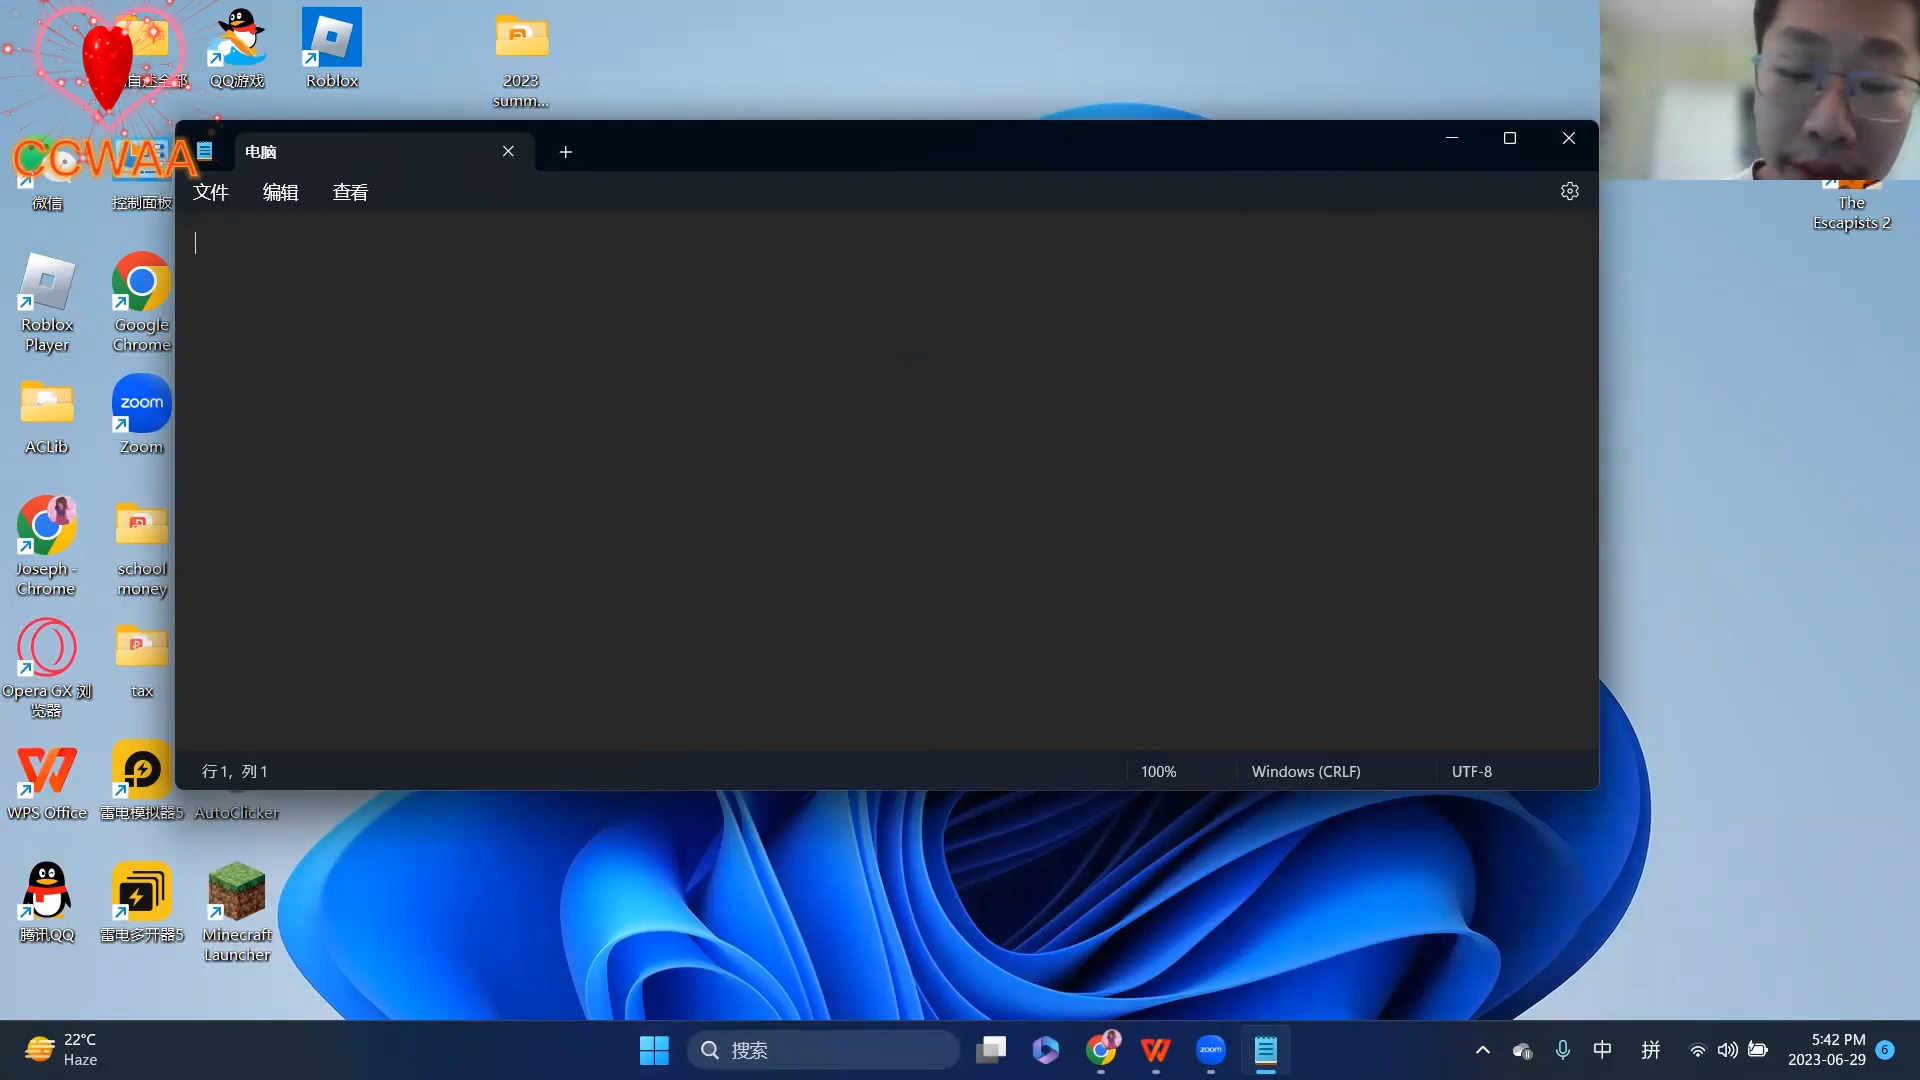 自述全部
QQ游戏
Roblox
2023
summ...
CCWAA
电脑
文件
编辑
查看
微信
控制面板
The
Escapists 2
Roblox
Player
Google
Chrome
ACLib
zoom
Zoom
Joseph -
Chrome
school
money
Opera GX 浏
览器
tax
行 1，列 1
100%
Windows (CRLF)
UTF-8
WPS Office
雷电模拟器5
AutoClicker
腾讯QQ
雷电多开器5
Minecraft
Launcher
22°C
Haze
搜索
zoom
中
拼
5:42 PM
2023-06-29
6